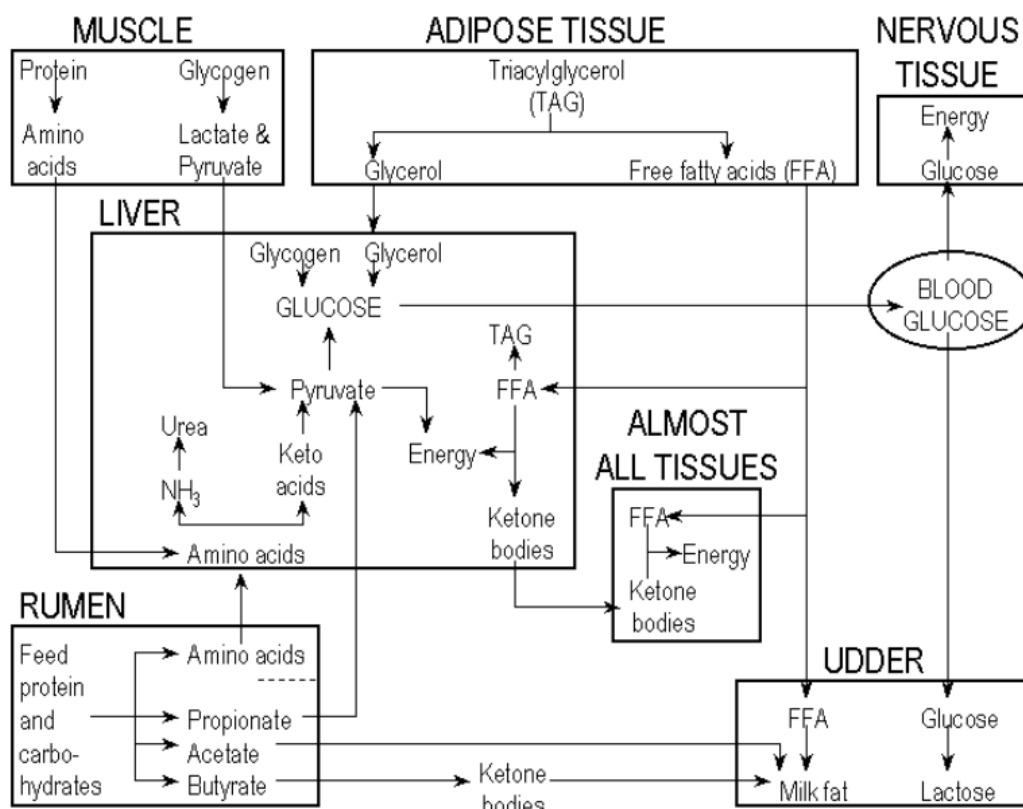 MUSCLE
Protein
Glycogen
Amino
acids
Lactate &
Pyruvate
ADIPOSE TISSUE
Triacylglycerol
(TAG)
Glycerol
Free fatty acids (FFA)
NERVOUS
TISSUE
Energy
Glucose
LIVER
Glycogen
Glycerol
GLUCOSE
TAG
Pyruvate
FFA
Urea
Keto
acids
Energy
NH3
Ketone
bodies
Amino acids
BLOOD
GLUCOSE
ALMOST
ALL TISSUES
FFA
Energy
Ketone
bodies
RUMEN
Feed
protein
and
carbo-
hydrates
Amino acids
Propionate
Acetate
Butyrate
Ketone
bodies
UDDER
FFA
Glucose
Milk fat
Lactose